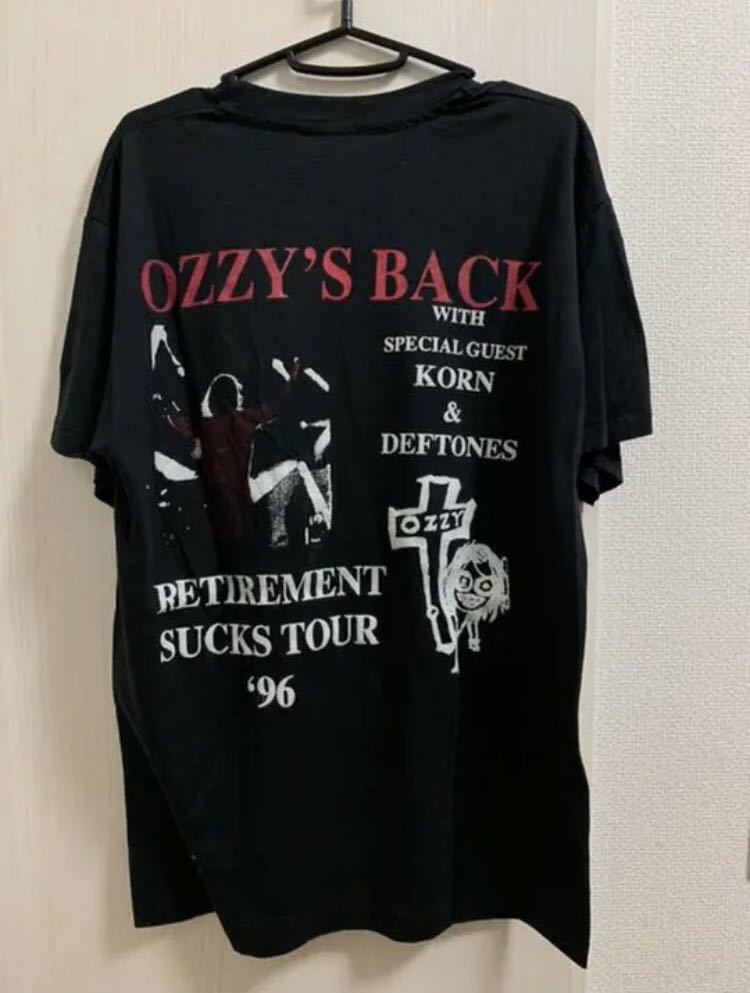 OZZY'S BACK
WITH
SPECIAL GUEST
KORN
&
DEFTONES
OZZY
RETIREMENT
SUCKS TOUR
‘96